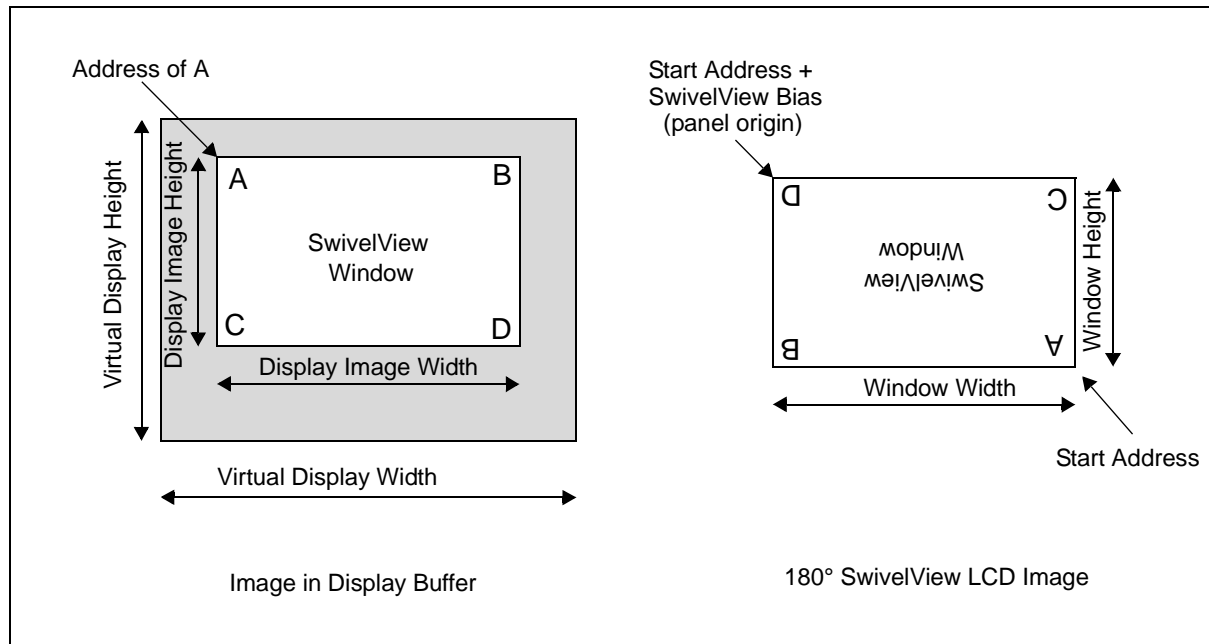 Address of A
Virtual Display Height
Display Image Height
A
B
SwivelView
Window
C
D
Display Image Width
Virtual Display Width
Image in Display Buffer
Start Address +
SwivelView Bias
(panel origin)
D
C
SwivelView
Window
B
A
Window Height
Window Width
Start Address
180° SwivelView LCD Image